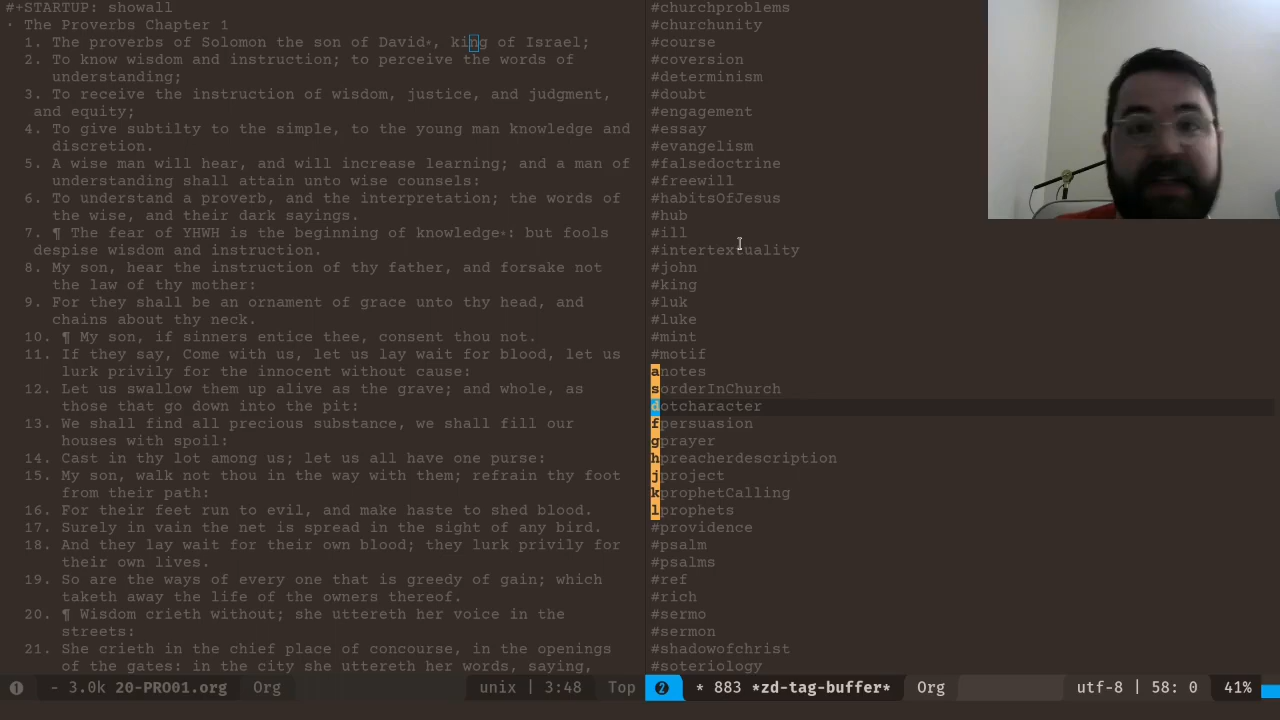 #+STARTUP: showall
· The Proverbs Chapter 1
1. The proverbs of Solomon the son of David⋆, king of Israel;
2. To know wisdom and instruction; to perceive the words of
understanding;
3. To receive the instruction of wisdom, justice, and judgment,
and equity;
4. To give subtilty to the simple, to the young man knowledge and
discretion.
5. A wise man will hear, and will increase learning; and a man of
understanding shall attain unto wise counsels:
6. To understand a proverb, and the interpretation; the words of
the wise, and their dark sayings.
7. ¶ The fear of YHWH is the beginning of knowledge⋆: but fools
despise wisdom and instruction.
8. My son, hear the instruction of thy father, and forsake not
the law of thy mother:
9. For they shall be an ornament of grace unto thy head, and
chains about thy neck.
10. ¶ My son, if sinners entice thee, consent thou not.
11. If they say, Come with us, let us lay wait for blood, let us
lurk privily for the innocent without cause:
12. Let us swallow them up alive as the grave; and whole, as
those that go down into the pit:
13. We shall find all precious substance, we shall fill our
houses with spoil:
14. Cast in thy lot among us; let us all have one purse:
15. My son, walk not thou in the way with them; refrain thy foot
from their path:
16. For their feet run to evil, and make haste to shed blood.
17. Surely in vain the net is spread in the sight of any bird.
18. And they lay wait for their own blood; they lurk privily for
their own lives.
19. So are the ways of every one that is greedy of gain; which
taketh away the life of the owners thereof.
20. ¶ Wisdom crieth without; she uttereth her voice in the
streets:
21. She crieth in the chief place of concourse, in the openings
of the gates: in the city she uttereth her words, saying,
1 - 3.0k 20-PRO01.org Org unix | 3:48 Top
#churchproblems
#churchunity
#course
#coversion
#determinism
#doubt
#engagement
#essay
#evangelism
#falsedoctrine
#freewill
#habitsOfJesus
#hub
#ill
#intertextuality
#john
#king
#luk
#luke
#mint
#motif
anotes
sorderInChurch
dotcharacter
fpersuasion
gprayer
hpreacherdescription
jproject
kprophetCalling
lprophets
#providence
#psalm
#psalms
#ref
#rich
#sermo
#sermon
#shadowofchrist
#soteriology
2 * 883 *zd-tag-buffer* Org utf-8 | 58: 0 41%